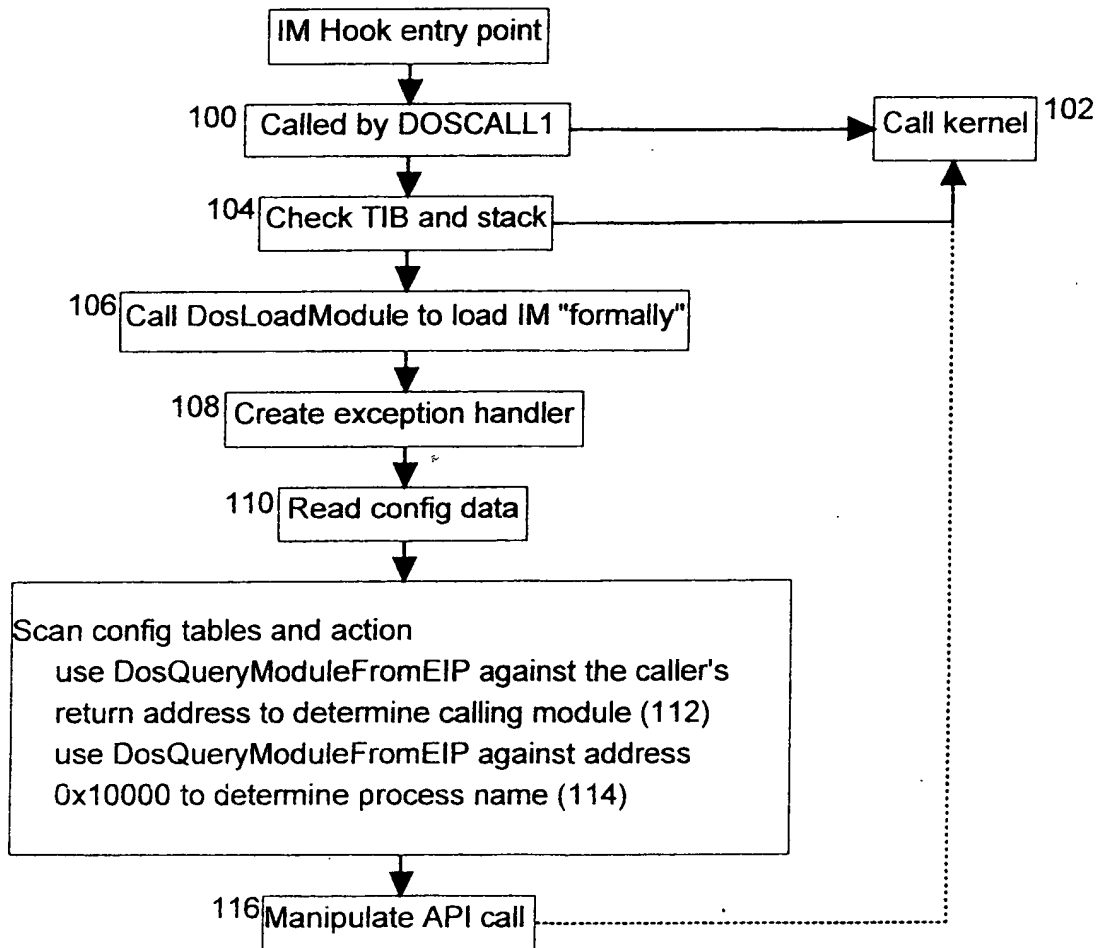 IM Hook entry point
100 Called by DOSCALL1
Call kernel 102
104 Check TIB and stack
106 Call DosLoadModule to load IM "formally"
108 Create exception handler
110 Read config data
Scan config tables and action
use DosQueryModuleFromEIP against the caller's
return address to determine calling module (112)
use DosQueryModuleFromEIP against address
0x10000 to determine process name (114)
116 Manipulate API call